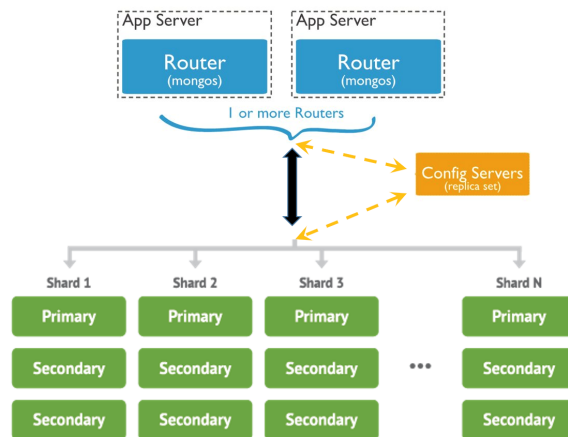 App Server
App Server
Router
(mongos)
Router
(mongos)
1 or more Routers
Config Servers
(replica set)
Shard 1
Shard 2
Shard 3
Shard N
Primary
Primary
Primary
Primary
Secondary
Secondary
Secondary
...
Secondary
Secondary
Secondary
Secondary
Secondary